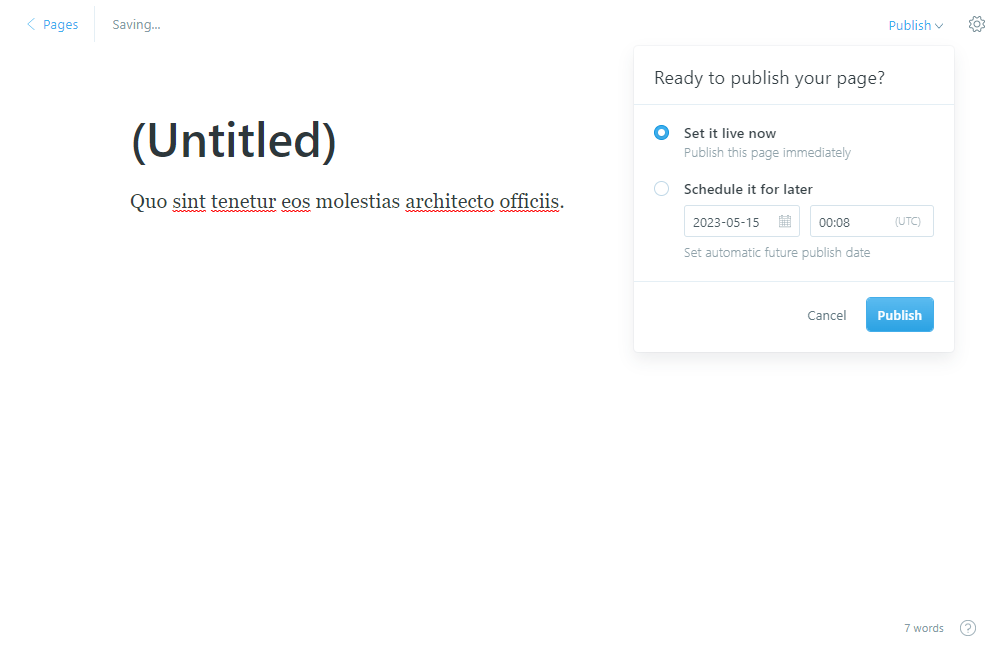 Pages
Saving...
Publish
Ready to publish your page?
(Untitled)
Set it live now
Publish this page immediately
Schedule it for later
Quo sint tenetur eos molestias architecto officiis.
2023-05-15
00:08
(UTC)
Set automatic future publish date
Cancel
Publish
7 words
?